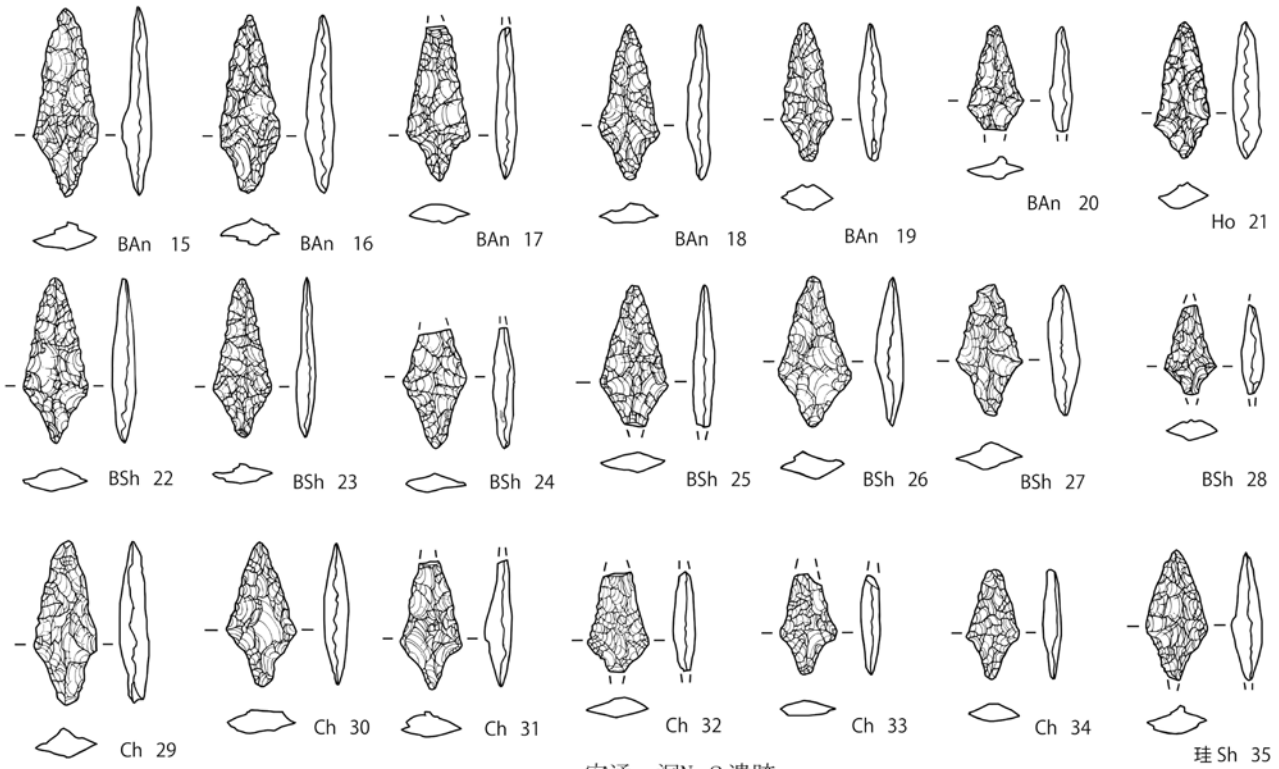 BAn 15
BAn 16
BAn 17
BAn 18
BAn 19
BAn 20
Ho 21
BSh 22
BSh 23
BSh 24
BSh 25
BSh 26
BSh 27
BSh 28
Ch 29
Ch 30
Ch 31
Ch 32
Ch 33
Ch 34
珪 Sh 35